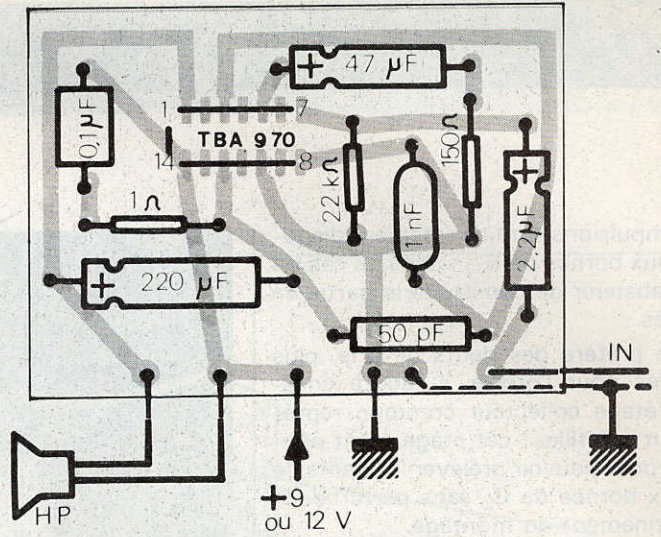 47 µF
0,1µF
1
7
TBA 970
14
8
22 kΩ
1 nF
150Ω
2.2µF
1Ω
220 µF
50 pF
IN
HP
+9
ou 12 V